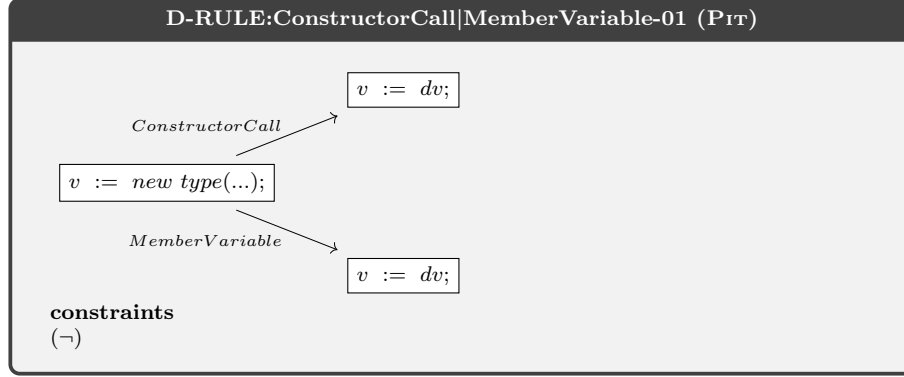 D-RULE:ConstructorCall|MemberVariable-01 (PIT)
v := dv;
ConstructorCall
v := new type(...);
MemberVariable
v := dv;
constraints
(¬)